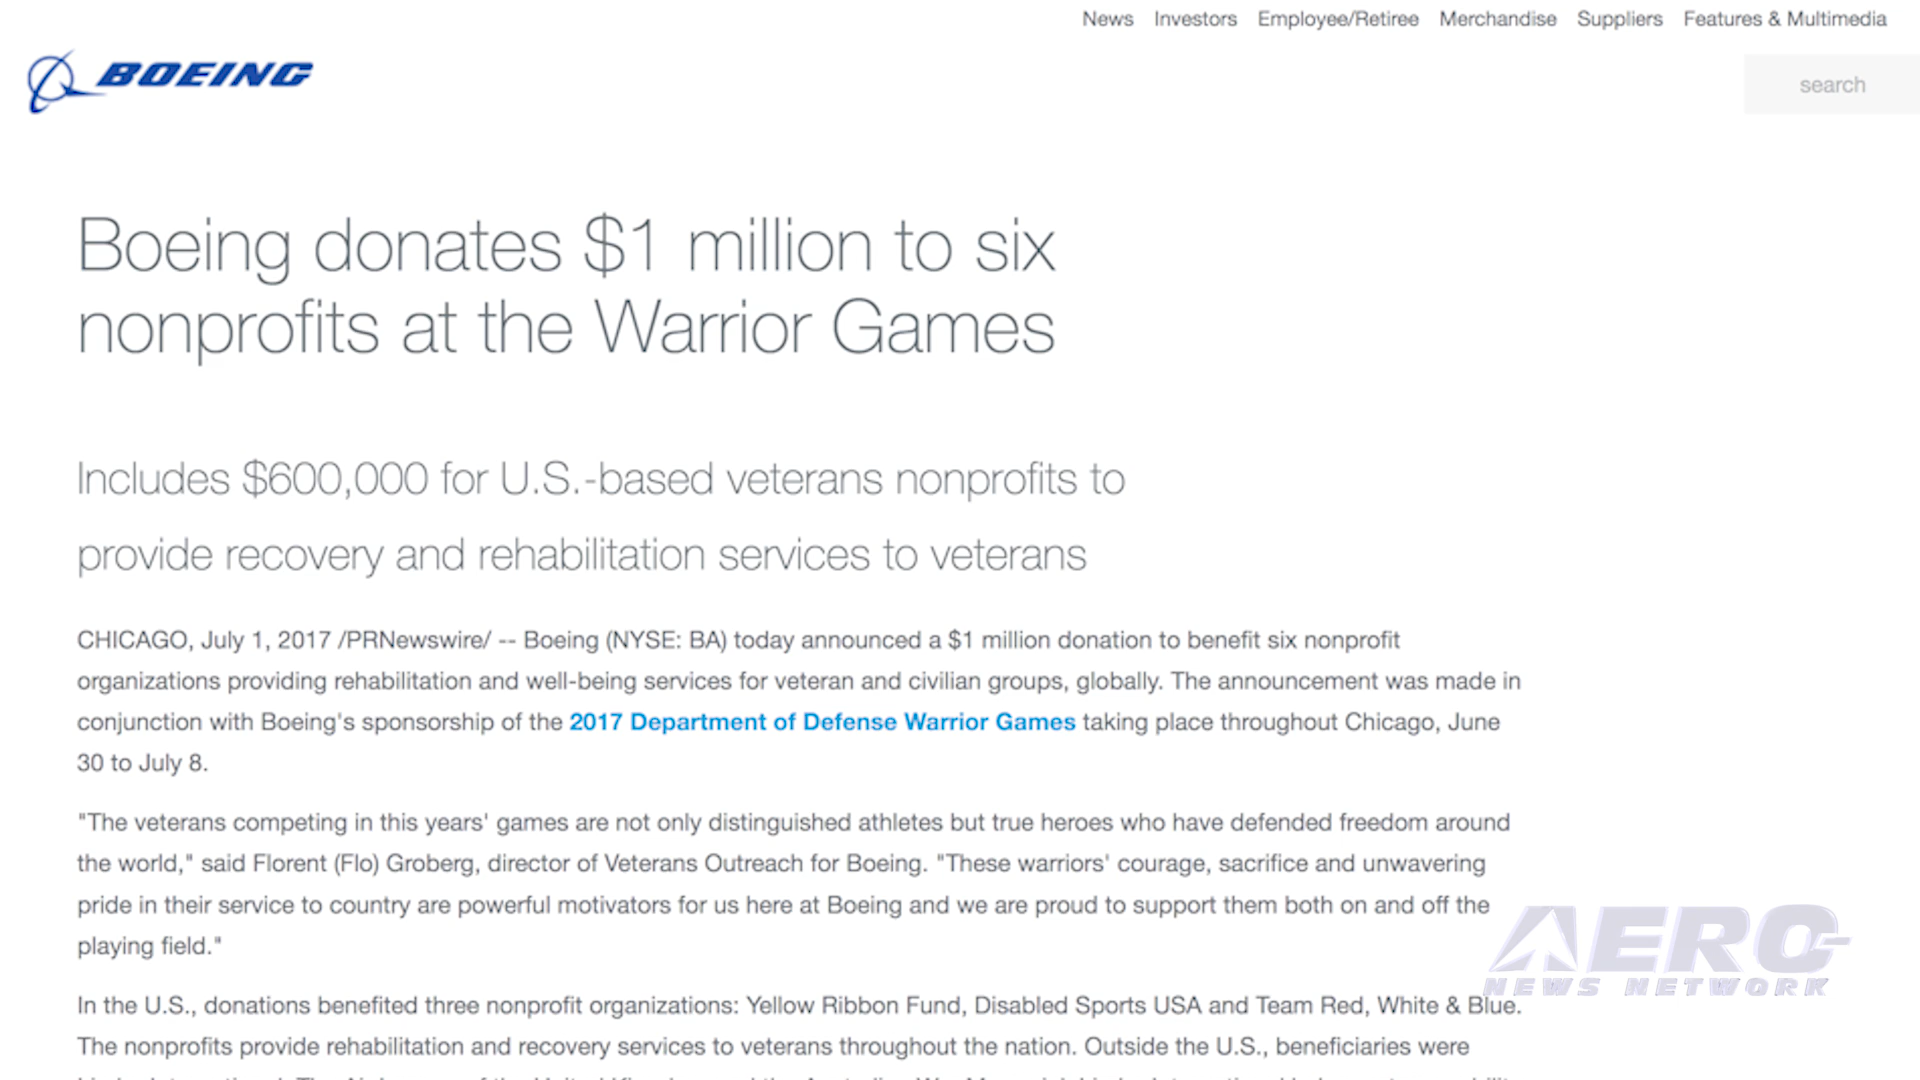 News Investors Employee/Retiree Merchandise Suppliers Features & Multimedia
BOEING
search
Boeing donates $1 million to six
nonprofits at the Warrior Games
Includes $600,000 for U.S.-based veterans nonprofits to
provide recovery and rehabilitation services to veterans
CHICAGO, July 1, 2017 /PRNewswire/ -- Boeing (NYSE: BA) today announced a $1 million donation to benefit six nonprofit
organizations providing rehabilitation and well-being services for veteran and civilian groups, globally. The announcement was made in
conjunction with Boeing's sponsorship of the 2017 Department of Defense Warrior Games taking place throughout Chicago, June
30 to July 8.
"The veterans competing in this years' games are not only distinguished athletes but true heroes who have defended freedom around
the world," said Florent (Flo) Groberg, director of Veterans Outreach for Boeing. "These warriors' courage, sacrifice and unwavering
pride in their service to country are powerful motivators for us here at Boeing and we are proud to support them both on and off the
playing field."
AERO-
NEWS NETWORK
In the U.S., donations benefited three nonprofit organizations: Yellow Ribbon Fund, Disabled Sports USA and Team Red, White & Blue.
The nonprofits provide rehabilitation and recovery services to veterans throughout the nation. Outside the U.S., beneficiaries were